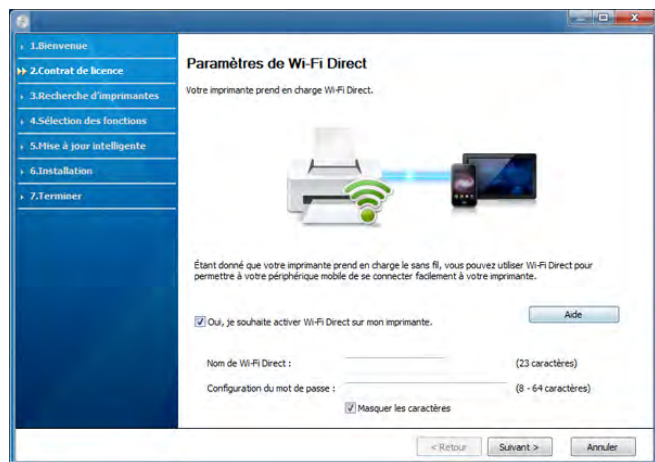 1.Bienvenue
2.Contrat de licence
3.Recherche d'imprimantes
4.Sélection des fonctions
5.Mise à jour intelligente
6.Installation
7.Terminer
Paramètres de Wi-Fi Direct
Votre imprimante prend en charge Wi-Fi Direct.
Étant donné que votre imprimante prend en charge le sans fil, vous pouvez utiliser Wi-Fi Direct pour
permettre à votre périphérique mobile de se connecter facilement à votre imprimante.
Oui, je souhaite activer Wi-Fi Direct sur mon imprimante.
Aide
Nom de Wi-Fi Direct :
(23 caractères)
Configuration du mot de passe :
(8 - 64 caractères)
Masquer les caractères
< Retour
Suivant >
Annuler